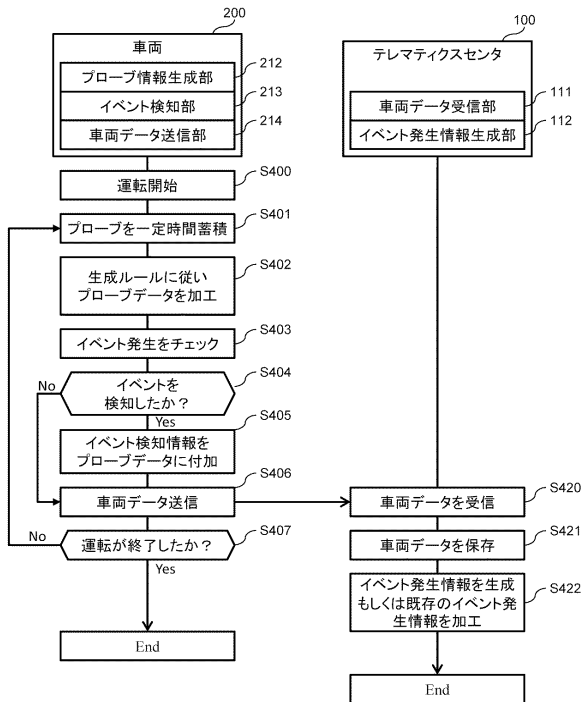 200
車両
プローブ情報生成部
212
イベント検知部
213
車両データ送信部
214
運転開始
S400
プローブを一定時間蓄積
S401
生成ルールに従い
プローブデータを加工
S402
イベント発生をチェック
S403
イベントを
検知したか？
S404
No
Yes
イベント検知情報を
プローブデータに付加
S405
車両データ送信
S406
運転が終了したか？
S407
No
Yes
End
100
テレマティクスセンタ
車両データ受信部
111
イベント発生情報生成部
112
車両データを受信
S420
車両データを保存
S421
イベント発生情報を生成
もしくは既存のイベント発
生情報を加工
S422
End